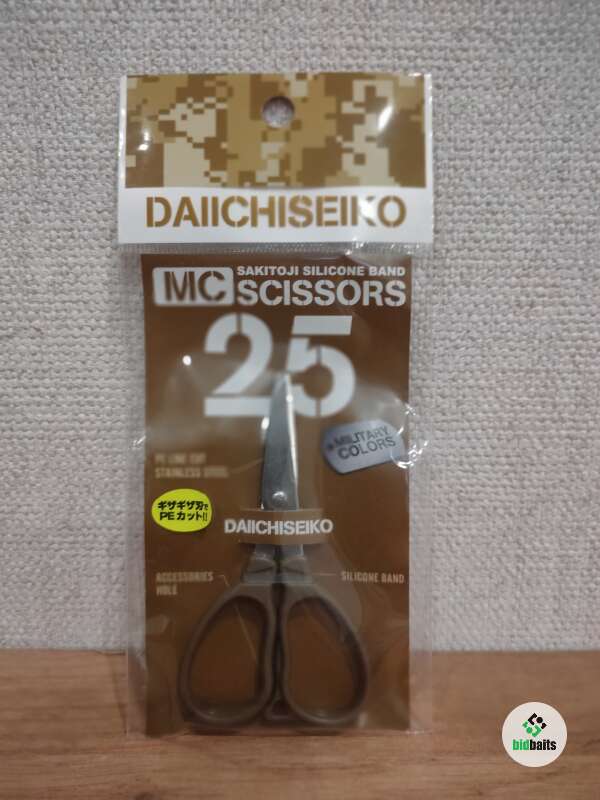 DAIICHISEIKO
SAKITOJI SILICONE BAND
MC SCISSORS
25
MILITARY
COLORS
PE LINE CUT
STAINLESS STEEL
ギザギザ刃で
PEカット!!
DAIICHISEIKO
ACCESSORIES
HOLE
SILICONE BAND
bidbaits